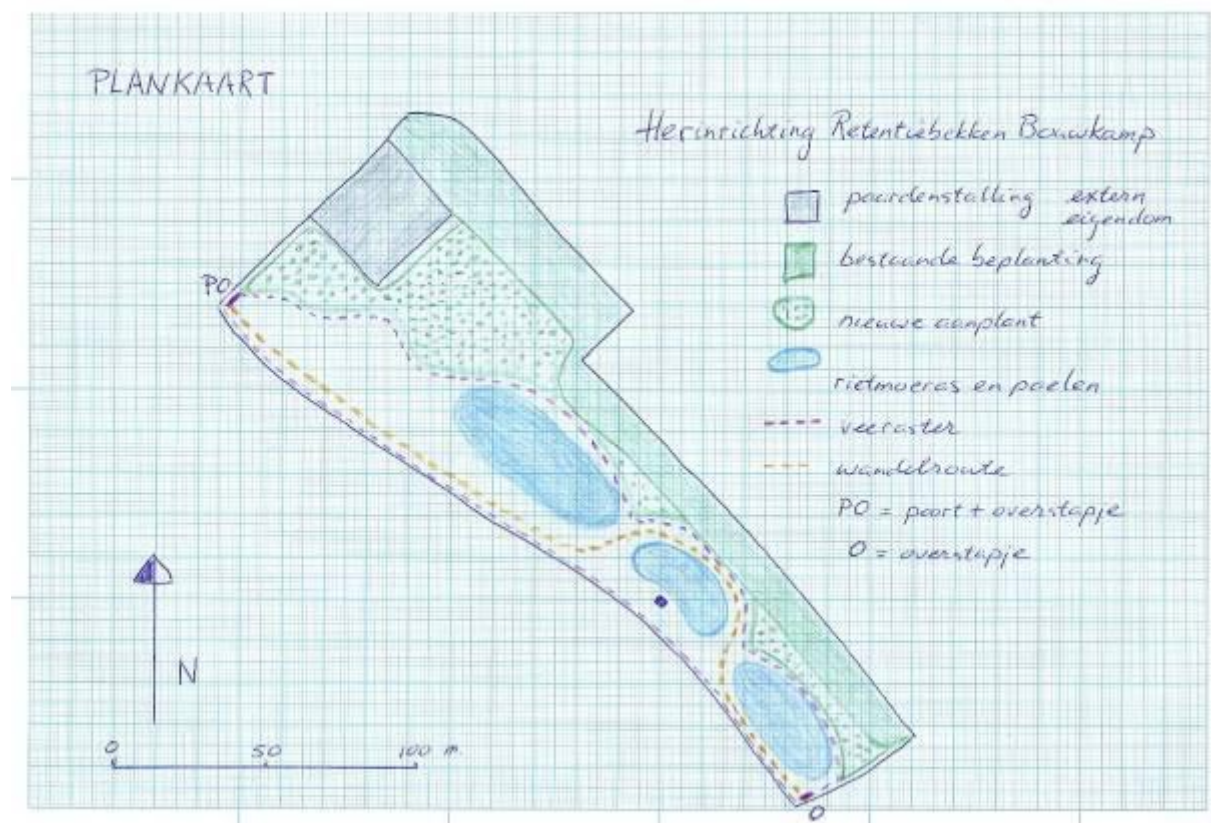 PLANKAART
Herinrichting Retentiebekken Bouwkamp
paardenstalling extern
eigendom
bestaande beplanting
nieuwe aanplant
rietmoeras en poelen
veeraster
wandelroute
PO = poort + overstapje
O = overstapje
PO
N
0 50 100 m
O